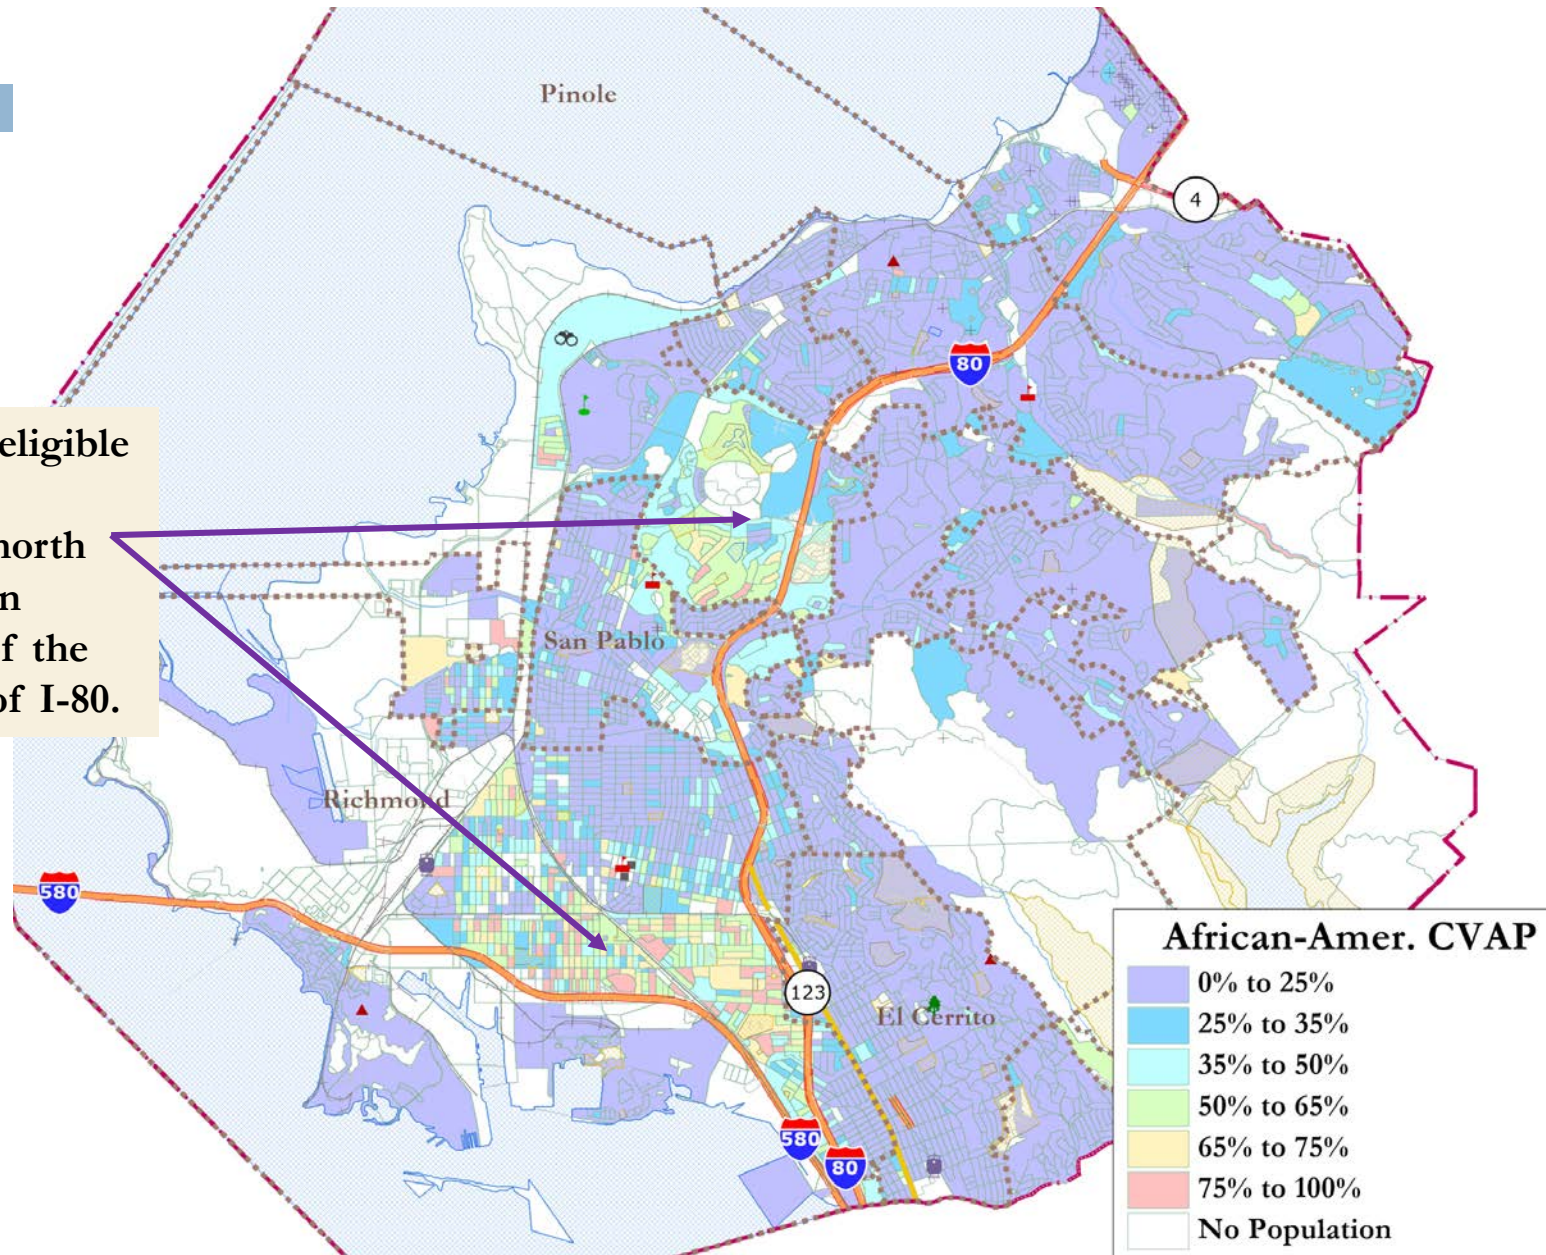 Pinole
4
80
eligible
north
n
f the
of I-80.
San Pablo
Richmond
580
123
El Cerrito
580
80
African-Amer. CVAP
0% to 25%
25% to 35%
35% to 50%
50% to 65%
65% to 75%
75% to 100%
No Population